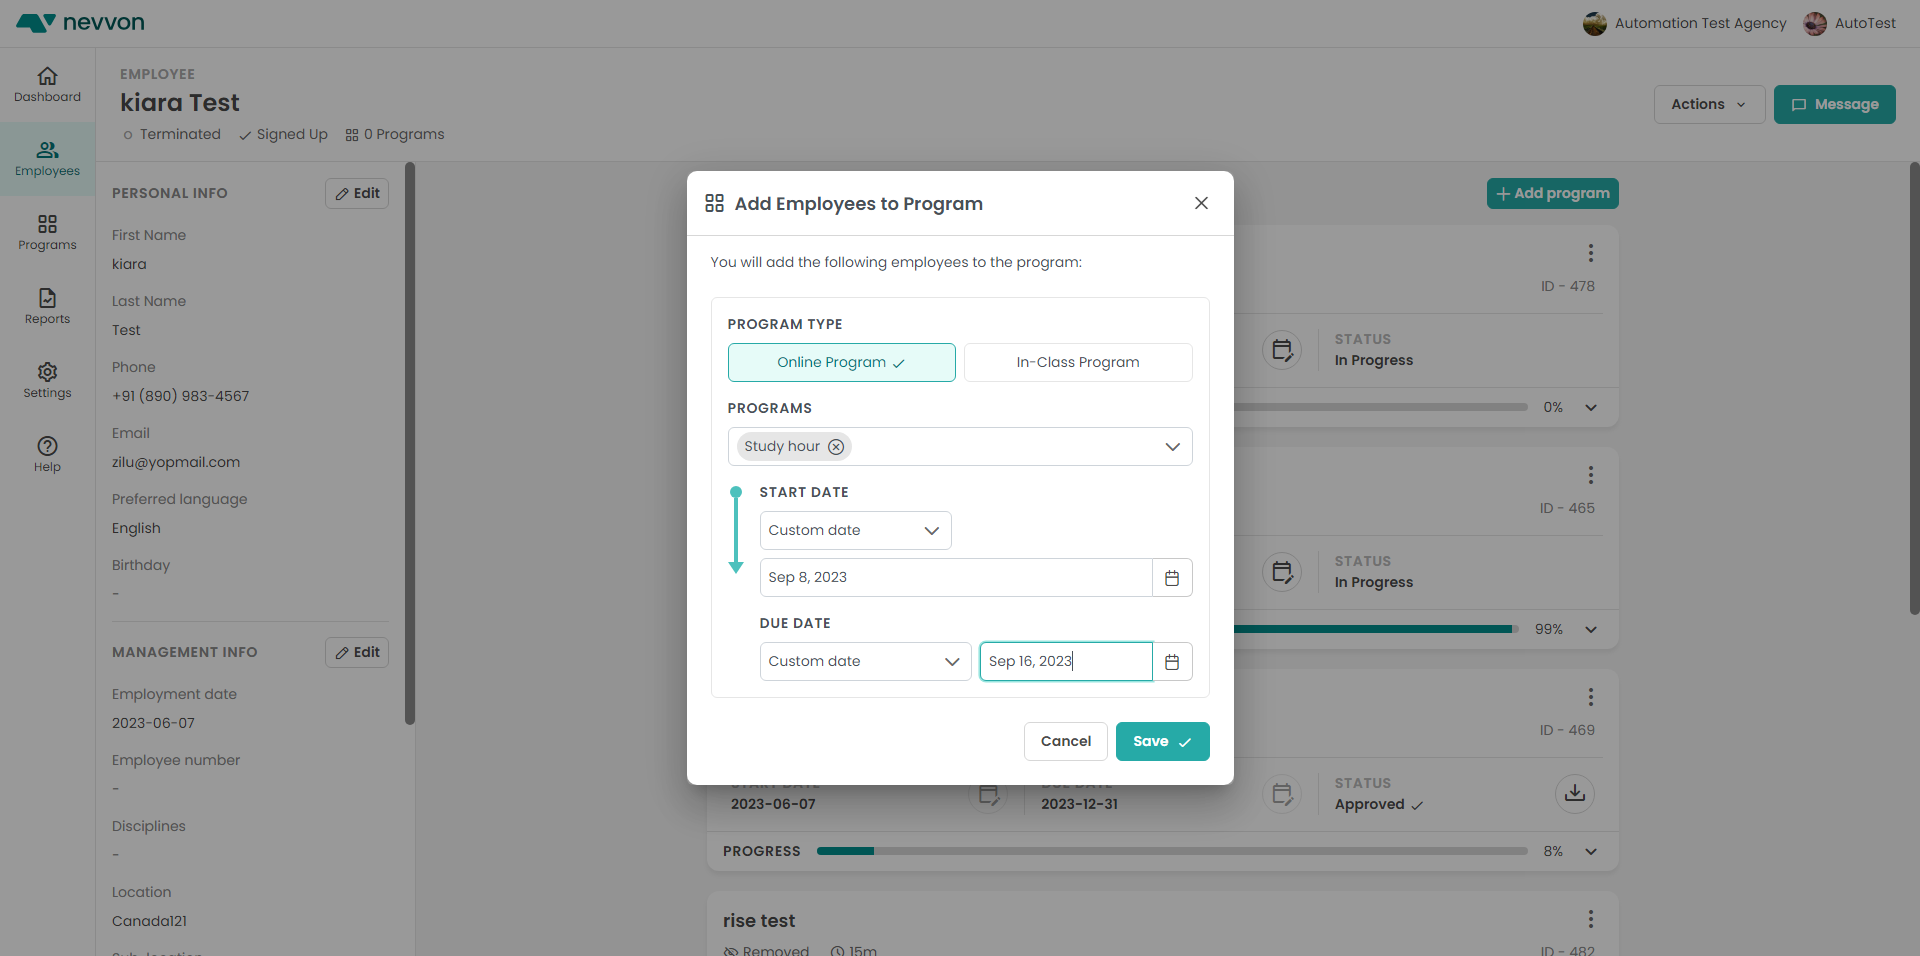 nevvon
Automation Test Agency
AutoTest
Dashboard
Employees
Programs
Reports
Settings
Help
EMPLOYEE
kiara Test
Terminated
Signed Up
0 Programs
Actions
Message
PERSONAL INFO
Edit
First Name
kiara
Last Name
Test
Phone
+91 (890) 983-4567
Email
zilu@yopmail.com
Preferred language
English
Birthday
-
MANAGEMENT INFO
Edit
Employment date
2023-06-07
Employee number
-
Disciplines
-
Location
Canada121
Add Employees to Program
You will add the following employees to the program:
PROGRAM TYPE
Online Program
In-Class Program
PROGRAMS
Study hour
START DATE
Custom date
Sep 8, 2023
DUE DATE
Custom date
Sep 16, 2023
Cancel
Save
Add program
ID - 478
STATUS
In Progress
0%
ID - 465
STATUS
In Progress
99%
ID - 469
START DATE
2023-06-07
DUE DATE
2023-12-31
STATUS
Approved
PROGRESS
8%
rise test
Removed
15m
ID - 482